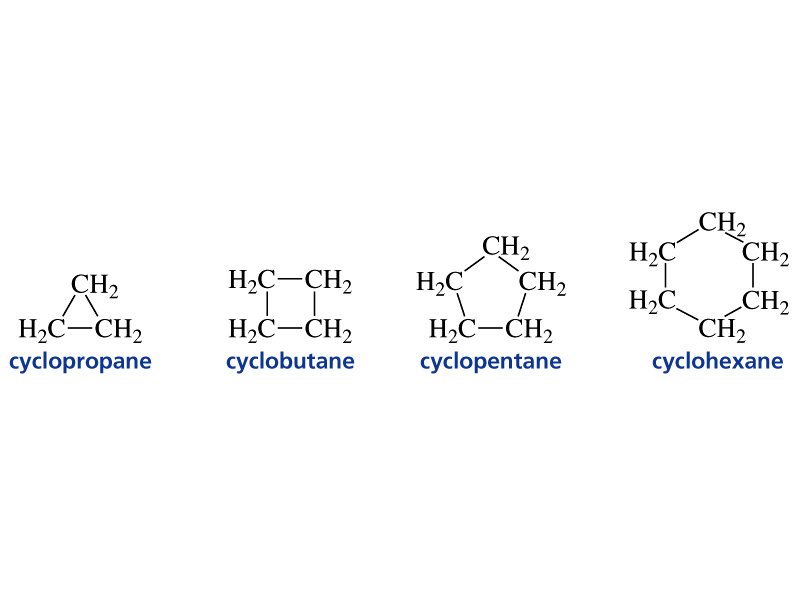 CH₂
H₂C CH₂
cyclopropane
H₂C CH₂
H₂C CH₂
cyclobutane
CH₂
H₂C CH₂
H₂C CH₂
cyclopentane
CH₂
H₂C CH₂
H₂C CH₂
CH₂
cyclohexane